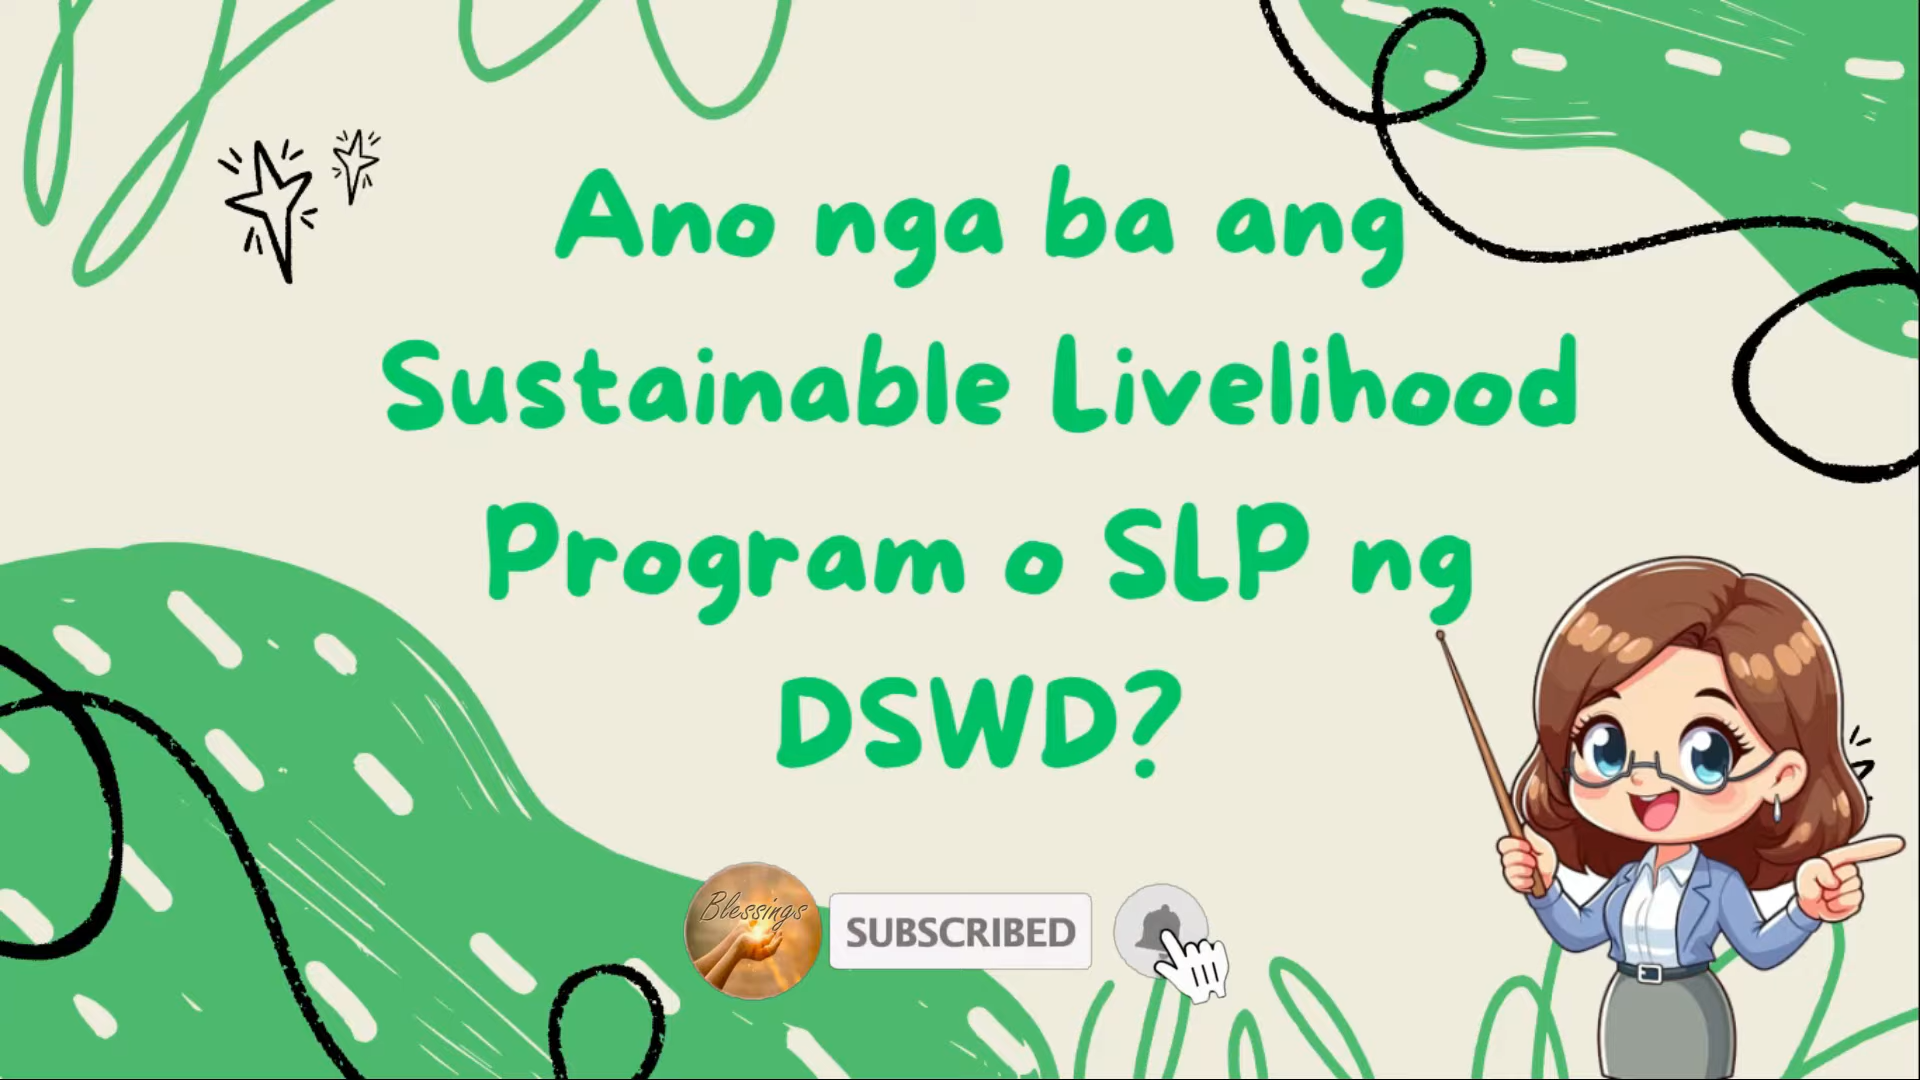 Ano nga ba ang
Sustainable Livelihood
Program o SLP ng
DSWD?
Blessings
SUBSCRIBED